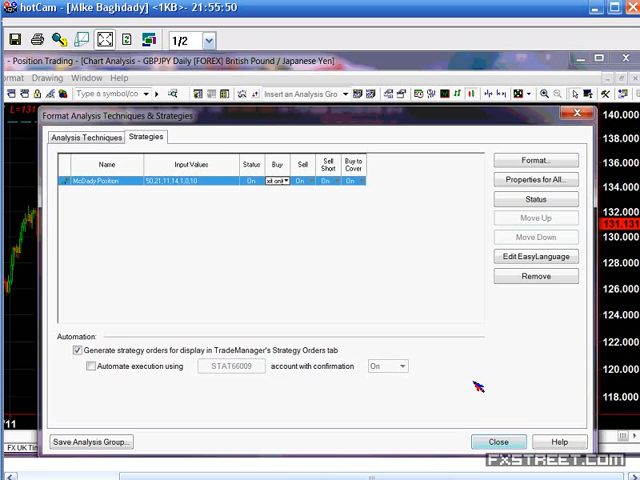 hotCam - [Mike Baghdady] <1KB> - 21:55:50
1/2
- Position Trading - [Chart Analysis - GBPJPY Daily [FOREX] British Pound / Japanese Yen]
ormat Drawing Window Help
Type a symbol/co
Insert an Analysis Gro
L=131
Format Analysis Techniques & Strategies
Analysis Techniques
Strategies
Name
Input Values
Status
Buy
Sell
Sell Short
Buy to Cover
McDady Position
50,21,11,14,1,0,10
On
xit onl
On
On
On
Format...
Properties for All...
Status
Move Up
Move Down
Edit EasyLanguage
Remove
Automation:
Generate strategy orders for display in TradeManager's Strategy Orders tab
Automate execution using
STAT66009
account with confirmation
On
Save Analysis Group...
Close
Help
140.000
138.000
136.000
134.000
132.000
131.131
130.000
128.000
126.000
124.000
122.000
120.000
118.000
'11
FX UK Tim
FXSTREET.COM